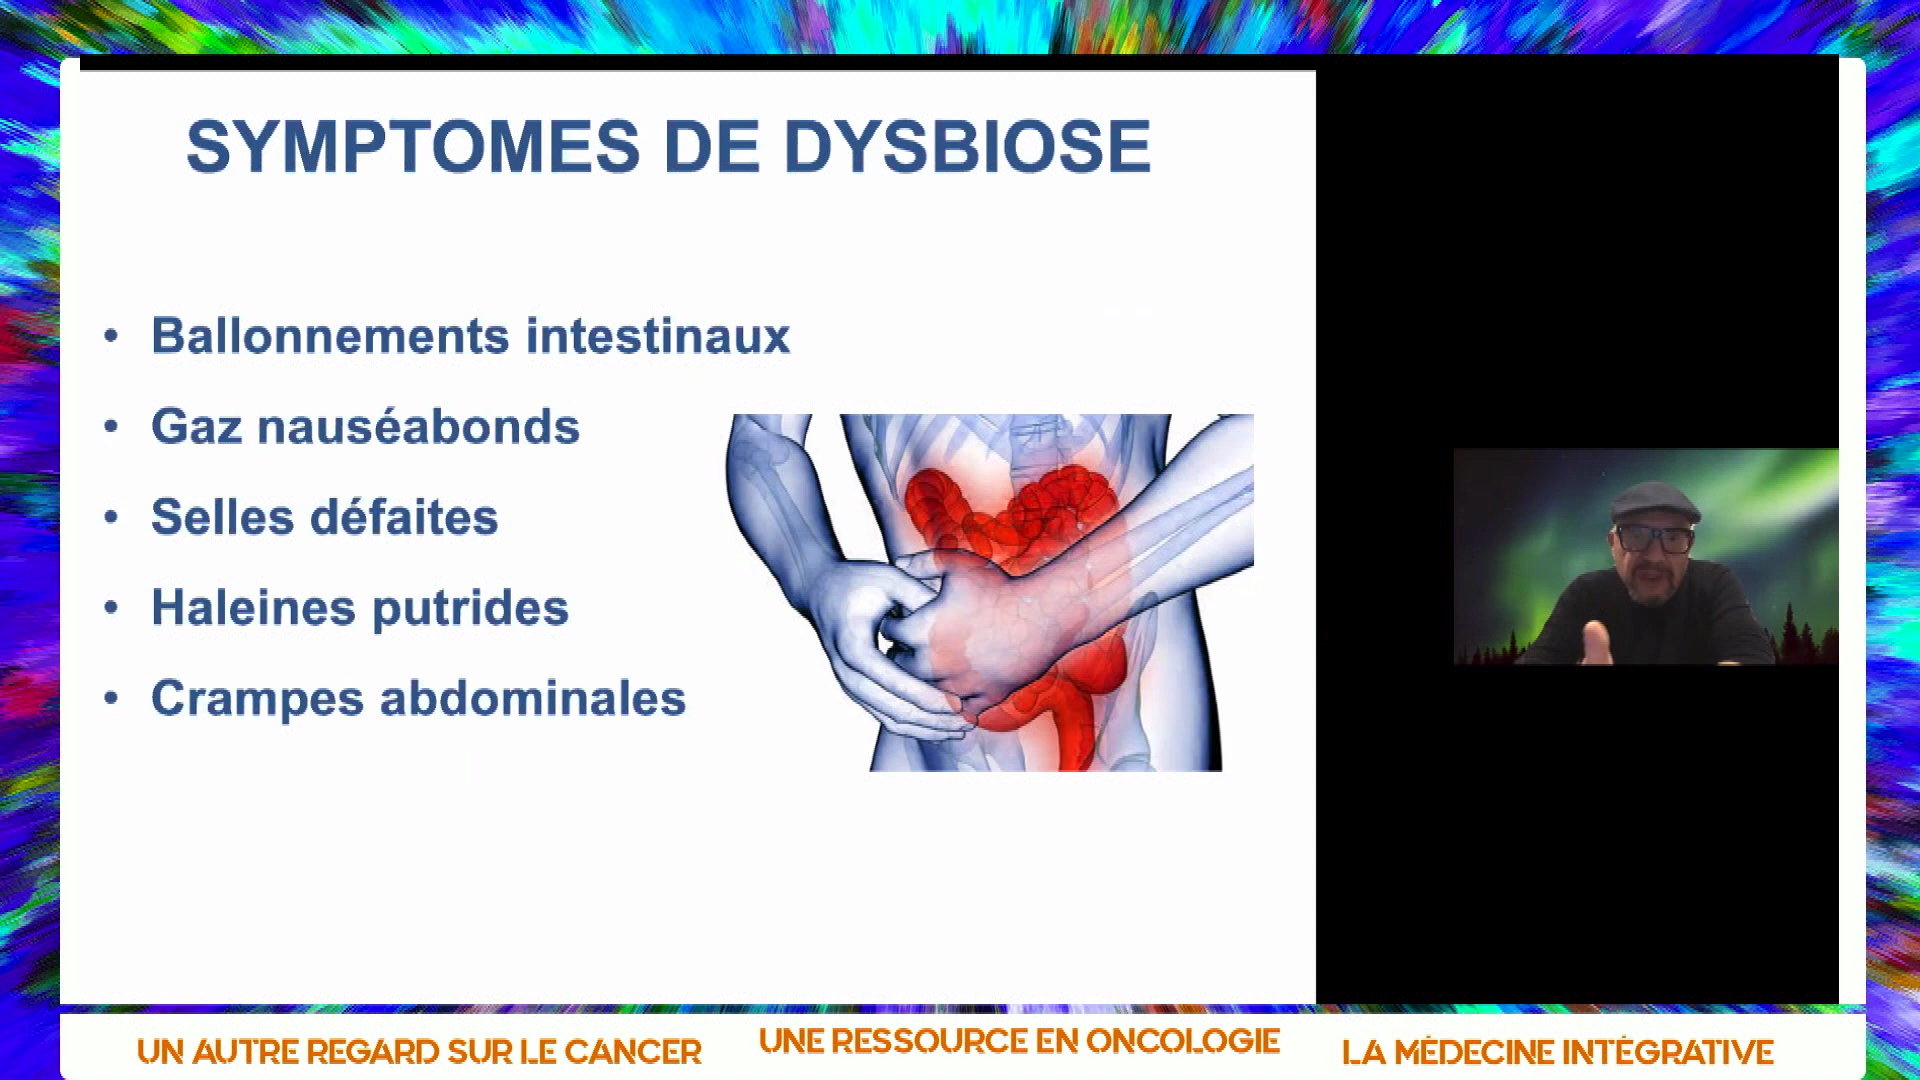 SYMPTOMES DE DYSBIOSE
• Ballonnements intestinaux
• Gaz nauséabonds
• Selles défaites
• Haleines putrides
• Crampes abdominales
UN AUTRE REGARD SUR LE CANCER
UNE RESSOURCE EN ONCOLOGIE
LA MÉDECINE INTÉGRATIVE